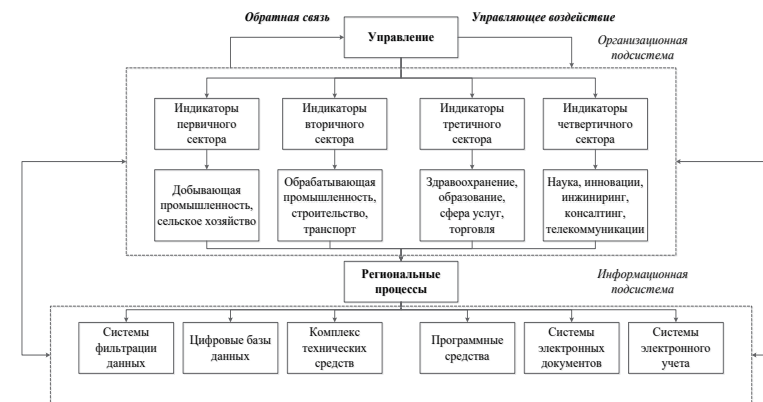 Обратная связь
Управляющее воздействие
Управление
Организационная
подсистема
Индикаторы
первичного
сектора
Индикаторы
вторичного
сектора
Индикаторы
третичного
сектора
Индикаторы
четвертичного
сектора
Добывающая
промышленность,
сельское хозяйство
Обрабатывающая
промышленность,
строительство,
транспорт
Здравоохранение,
образование,
сфера услуг,
торговля
Наука, инновации,
инжиниринг,
консалтинг,
телекоммуникации
Региональные
процессы
Информационная
подсистема
Системы
фильтрации
данных
Цифровые базы
данных
Комплекс
технических
средств
Программные
средства
Системы
электронных
документов
Системы
электронного
учета